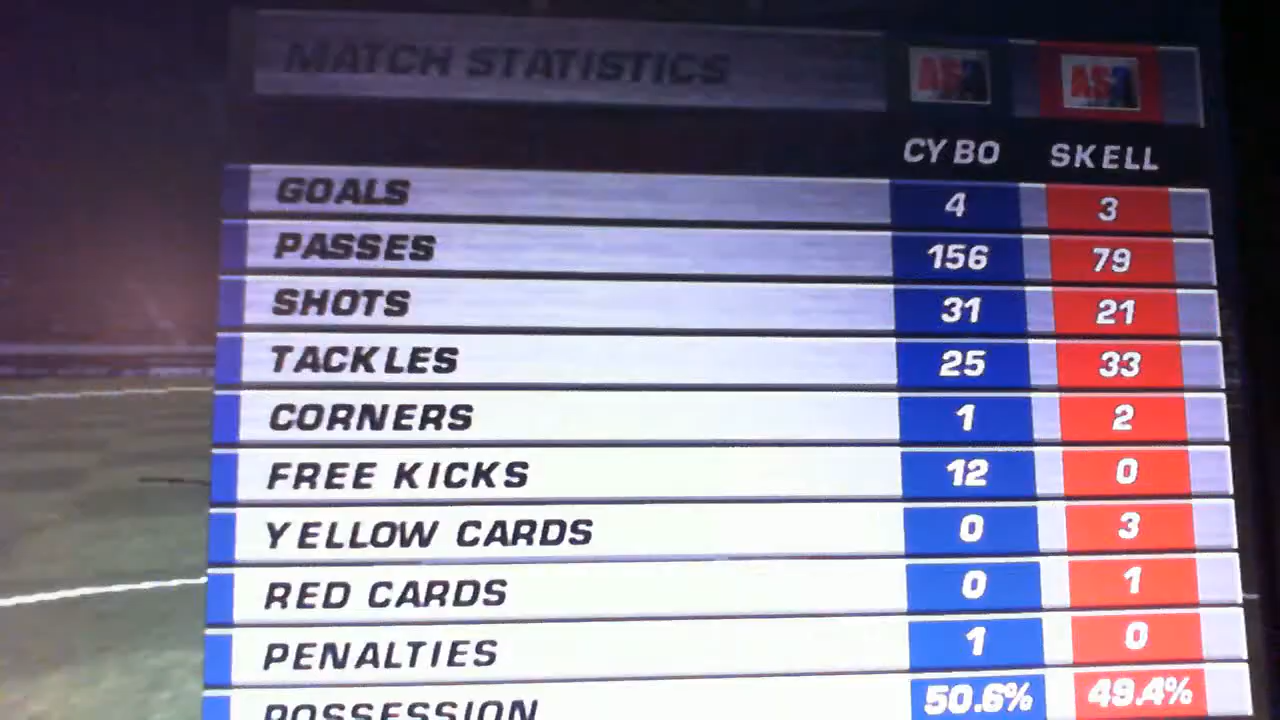 MATCH STATISTICS
CYBO SKELL
GOALS 4 3
PASSES 156 79
SHOTS 31 21
TACKLES 25 33
CORNERS 1 2
FREE KICKS 12 0
YELLOW CARDS 0 3
RED CARDS 0 1
PENALTIES 1 0
POSSESSION 50.6% 49.4%